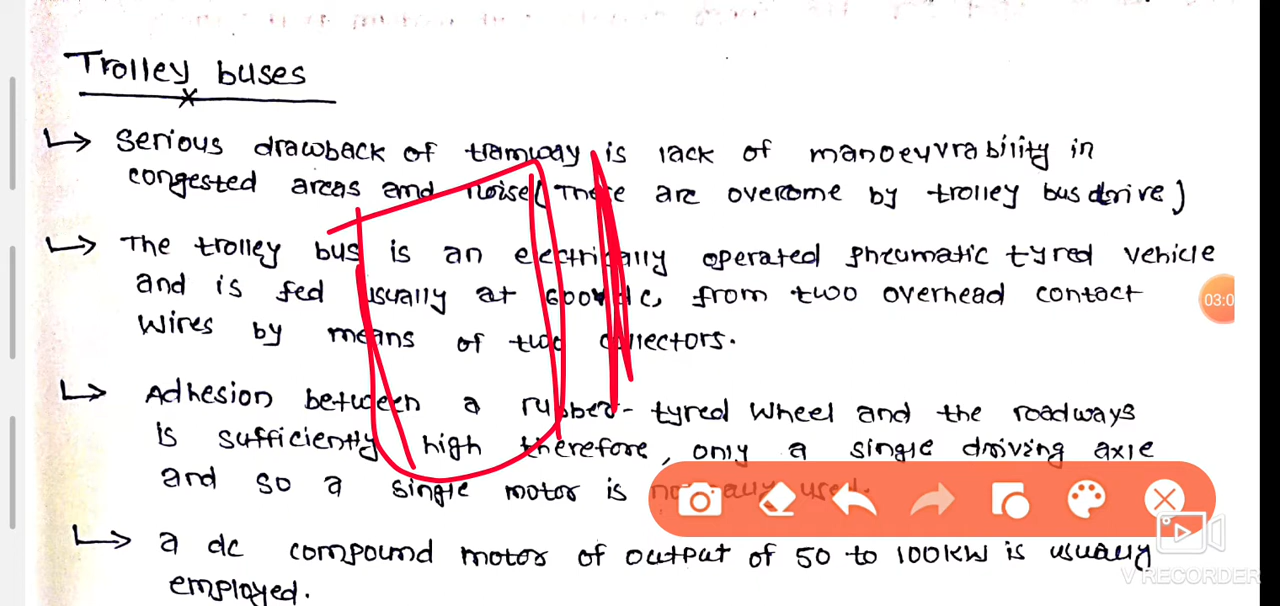 Trolley buses
↳ Serious drawback of tramway is lack of manoeyvrability in
congested areas and noise (These are overcome by trolley bus drive)
↳ The trolley bus is an electrically operated pneumatic tyred vehicle
and is fed usually at 600V dc, from two overhead contact
wires by means of two collectors.
↳ Adhesion between a rubber-tyred wheel and the roadways
is sufficiently high therefore, only a single driving axle
and so a single motor is normally used.
↳ a dc compound motor of output of 50 to 100KW is usually
employed.
03:0
V RECORDER